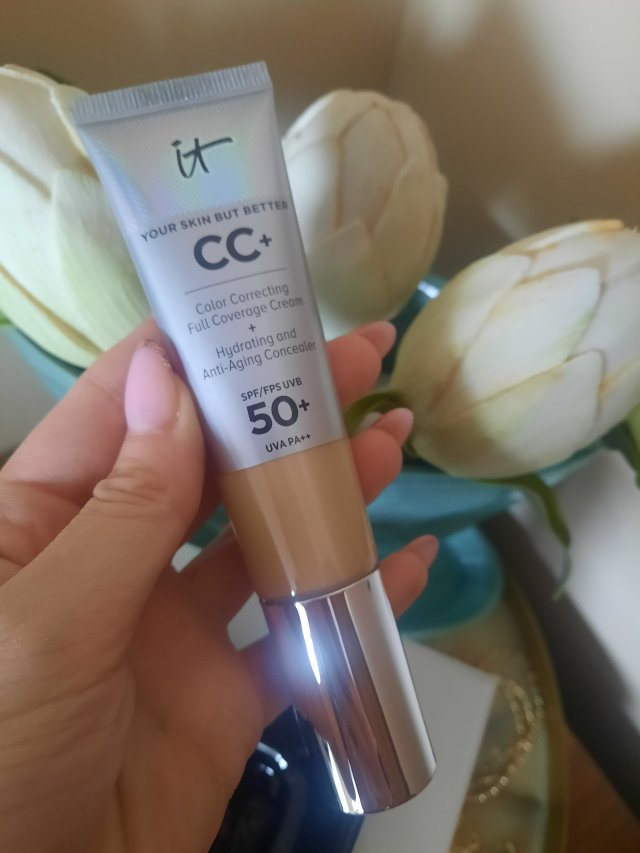 it
YOUR SKIN BUT BETTER
CC+
Color Correcting
Full Coverage Cream
+
Hydrating and
Anti-Aging Concealer
SPF/FPS UVB
50+
UVA PA++